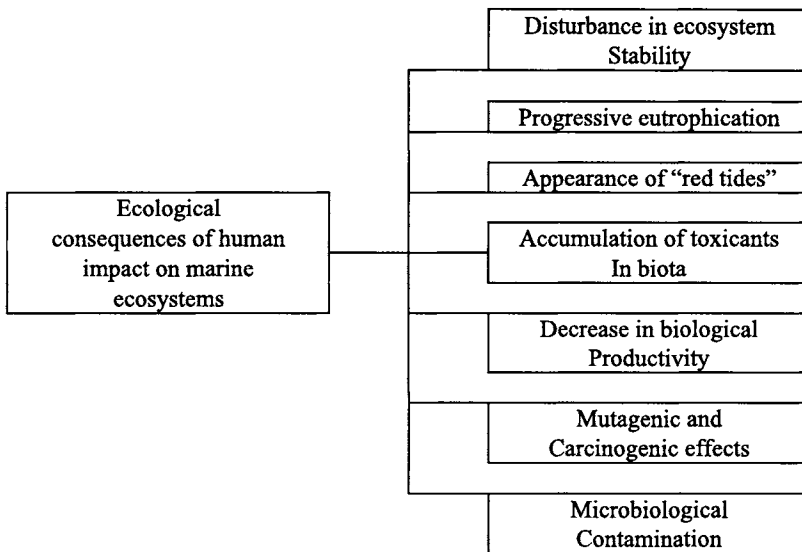 Disturbance in ecosystem
Stability
Progressive eutrophication
Appearance of “red tides”
Ecological
consequences of human
impact on marine
ecosystems
Accumulation of toxicants
In biota
Decrease in biological
Productivity
Mutagenic and
Carcinogenic effects
Microbiological
Contamination